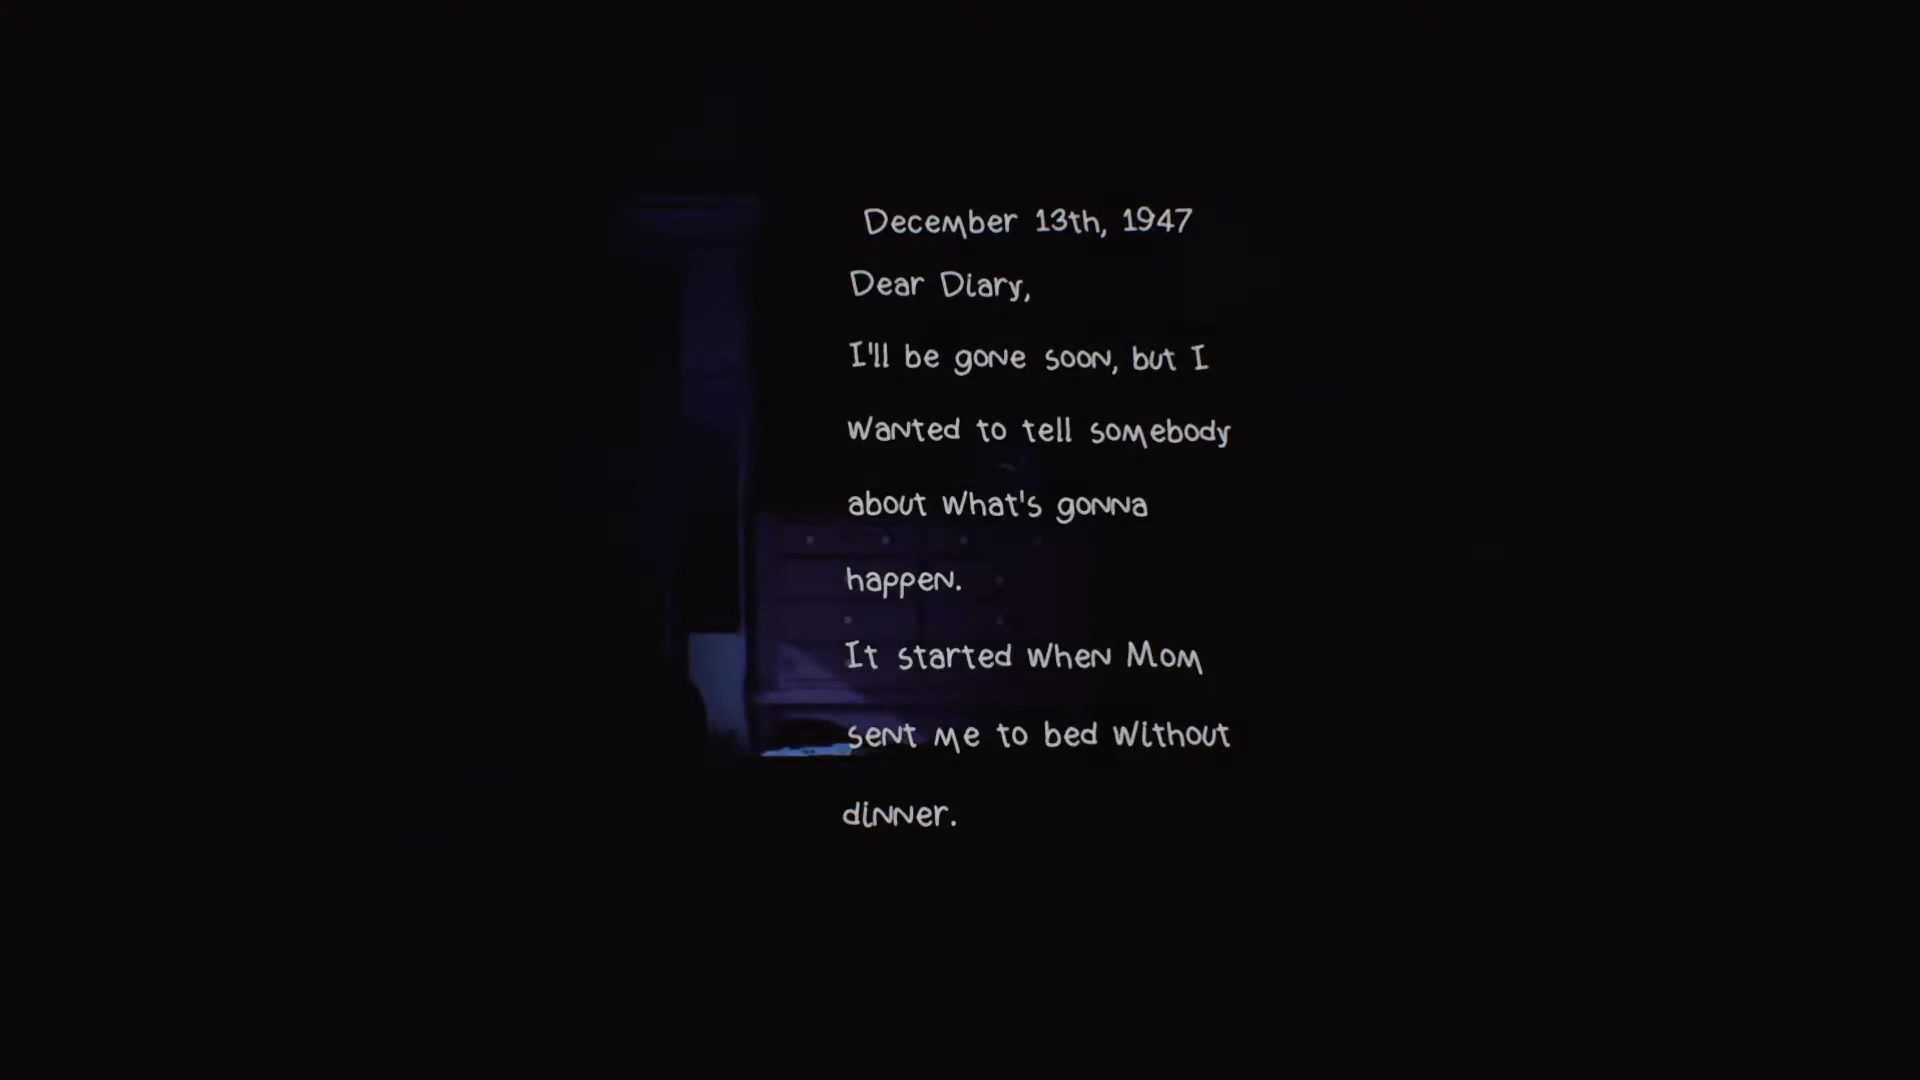 December 13th, 1947
Dear Diary,
I'll be gone soon, but I
wanted to tell somebody
about what's gonna
happen.
It started when Mom
sent me to bed without
dinner.